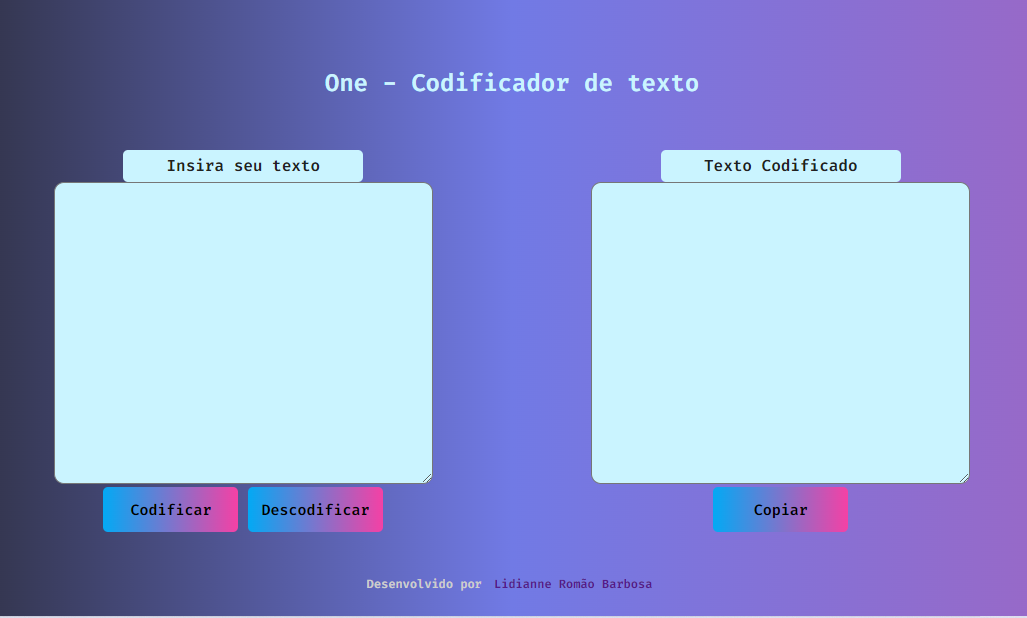 One - Codificador de texto
Insira seu texto
Texto Codificado
Codificar
Descodificar
Copiar
Desenvolvido por Lidianne Romão Barbosa